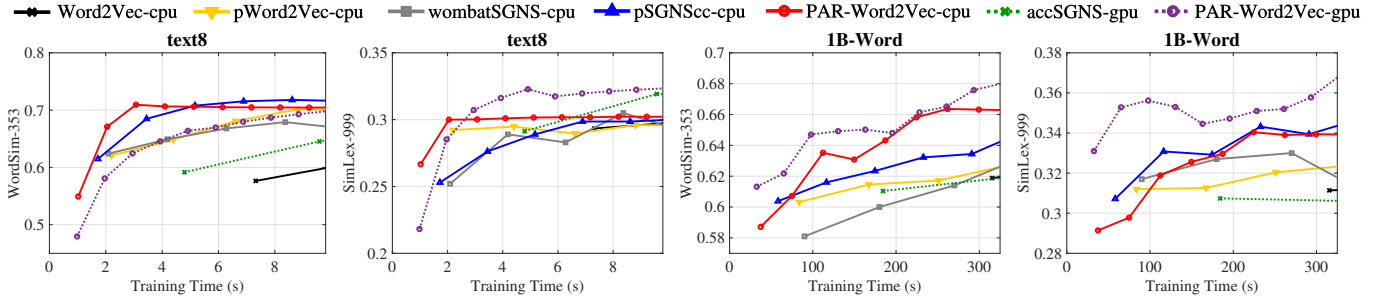 Word2Vec-cpu pWord2Vec-cpu wombatSGNS-cpu pSGNScc-cpu PAR-Word2Vec-cpu accSGNS-gpu PAR-Word2Vec-gpu
text8
WordSim-353
0.8
0.7
0.6
0.5
0 2 4 6 8
Training Time (s)
text8
SimLex-999
0.35
0.3
0.25
0.2
0 2 4 6 8
Training Time (s)
1B-Word
WordSim-353
0.7
0.68
0.66
0.64
0.62
0.6
0.58
0 100 200 300
Training Time (s)
1B-Word
SimLex-999
0.38
0.36
0.34
0.32
0.3
0.28
0 100 200 300
Training Time (s)